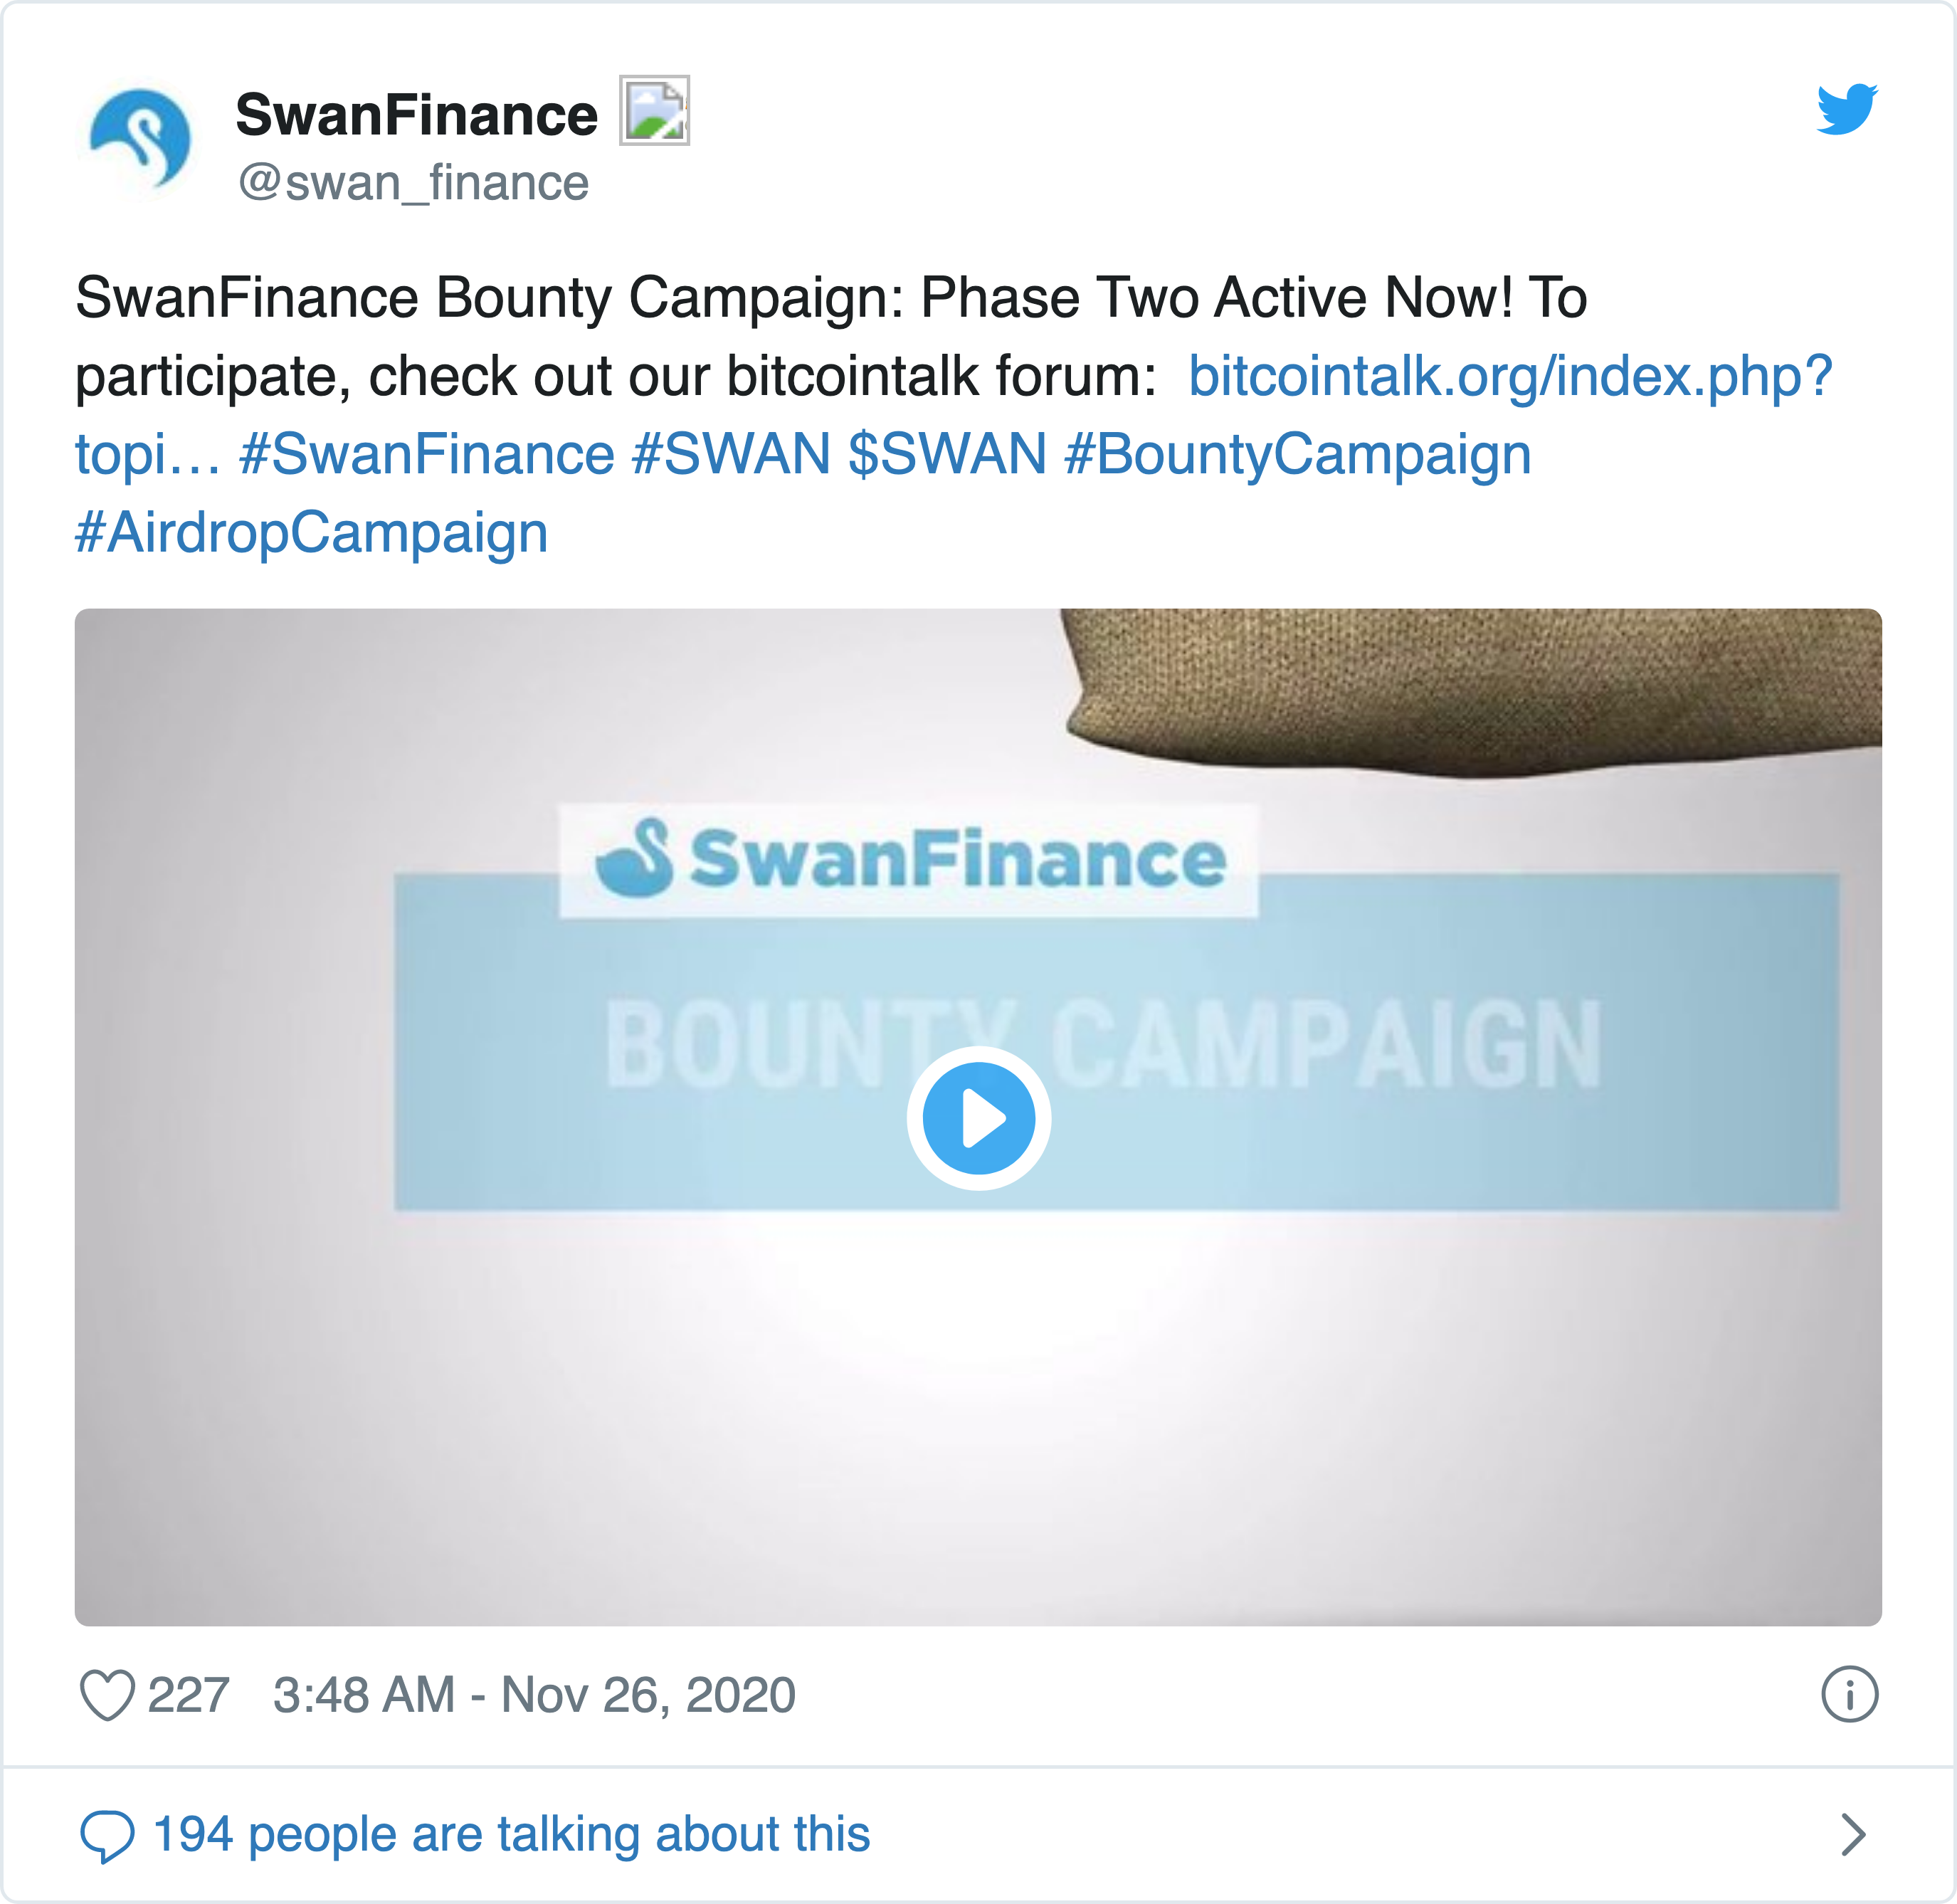 SwanFinance
@swan_finance
SwanFinance Bounty Campaign: Phase Two Active Now! To
participate, check out our bitcointalk forum:  bitcointalk.org/index.php?
topi… #SwanFinance #SWAN $SWAN #BountyCampaign
#AirdropCampaign
SwanFinance
BOUNTY CAMPAIGN
227 3:48 AM - Nov 26, 2020
194 people are talking about this